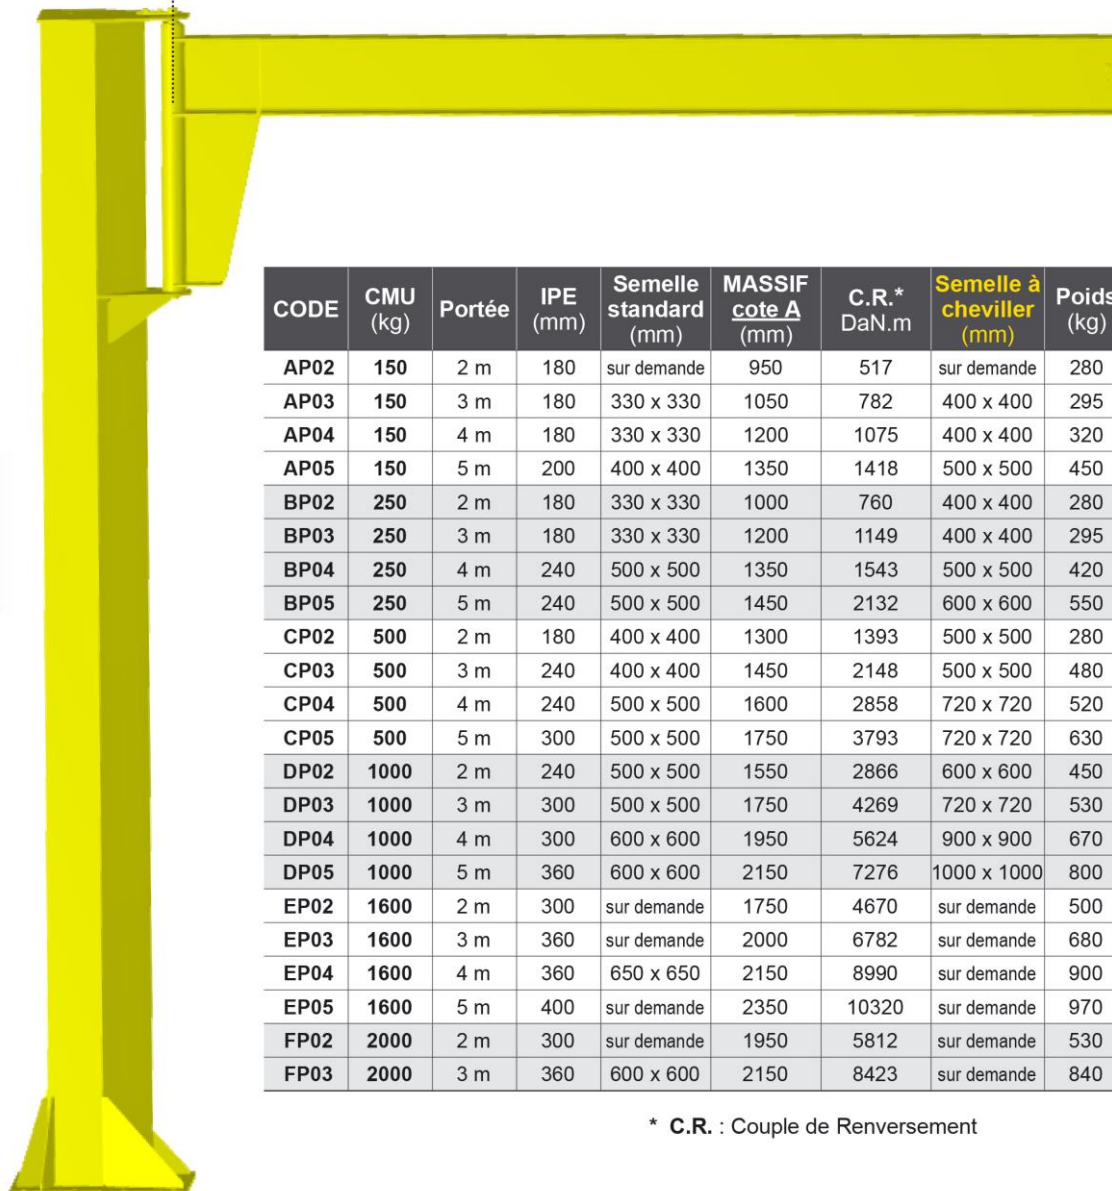 CODE CMU (kg) Portée IPE (mm) Semelle standard (mm) MASSIF cote A (mm) C.R.* DaN.m Semelle à cheviller (mm) Poids (kg)
AP02 150 2 m 180 sur demande 950 517 sur demande 280
AP03 150 3 m 180 330 x 330 1050 782 400 x 400 295
AP04 150 4 m 180 330 x 330 1200 1075 400 x 400 320
AP05 150 5 m 200 400 x 400 1350 1418 500 x 500 450
BP02 250 2 m 180 330 x 330 1000 760 400 x 400 280
BP03 250 3 m 180 330 x 330 1200 1149 400 x 400 295
BP04 250 4 m 240 500 x 500 1350 1543 500 x 500 420
BP05 250 5 m 240 500 x 500 1450 2132 600 x 600 550
CP02 500 2 m 180 400 x 400 1300 1393 500 x 500 280
CP03 500 3 m 240 400 x 400 1450 2148 500 x 500 480
CP04 500 4 m 240 500 x 500 1600 2858 720 x 720 520
CP05 500 5 m 300 500 x 500 1750 3793 720 x 720 630
DP02 1000 2 m 240 500 x 500 1550 2866 600 x 600 450
DP03 1000 3 m 300 500 x 500 1750 4269 720 x 720 530
DP04 1000 4 m 300 600 x 600 1950 5624 900 x 900 670
DP05 1000 5 m 360 600 x 600 2150 7276 1000 x 1000 800
EP02 1600 2 m 300 sur demande 1750 4670 sur demande 500
EP03 1600 3 m 360 sur demande 2000 6782 sur demande 680
EP04 1600 4 m 360 650 x 650 2150 8990 sur demande 900
EP05 1600 5 m 400 sur demande 2350 10320 sur demande 970
FP02 2000 2 m 300 sur demande 1950 5812 sur demande 530
FP03 2000 3 m 360 600 x 600 2150 8423 sur demande 840
* C.R. : Couple de Renversement